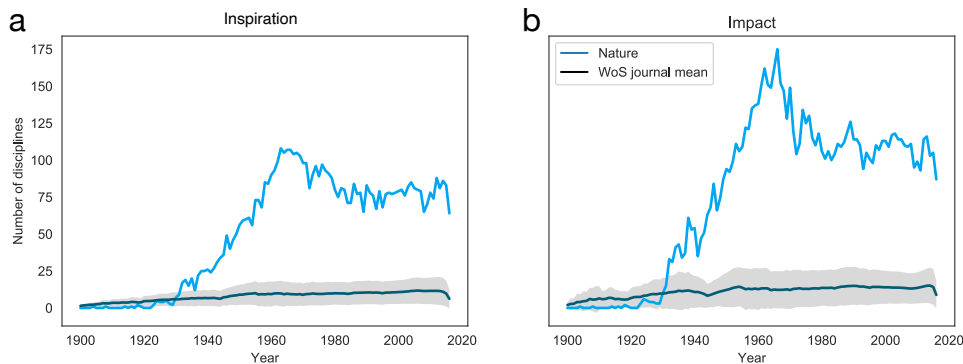 a
Inspiration
Number of disciplines
175
150
125
100
75
50
25
0
1900
1920
1940
1960
1980
2000
2020
Year
b
Impact
Nature
WoS journal mean
1900
1920
1940
1960
1980
2000
2020
Year